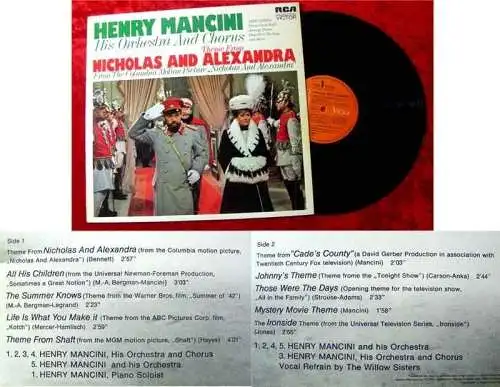 HENRY MANCINI
His Orchestra And Chorus
Theme From
NICHOLAS AND ALEXANDRA
From The Columbia Motion Picture „Nicholas And Alexandra"
RCA
VICTOR
Side 1
Theme From Nicholas And Alexandra (from the Columbia motion picture,
„Nicholas And Alexandra") (Bennett) 2'57"
All His Children (from the Universal Newman-Foreman Production,
„Sometimes a Great Notion") (M.-A. Bergman-Mancini)
The Summer Knows (Theme from the Warner Bros. film, „Summer of '42")
(M.-A. Bergman-Legrand) 2'23"
Life Is What You Make it (Theme from the ABC Pictures Corp. film,
„Kotch") (Mercer-Hamlisch) 2'59"
Theme From Shaft (from the MGM motion picture, „Shaft") (Hayes) 4'01"
1, 2, 3, 4. HENRY MANCINI, His Orchestra and Chorus
5. HENRY MANCINI and his Orchestra
1. HENRY MANCINI, Piano Soloist
Side 2
Theme from "Cade's County" (a David Gerber Production in association with
Twentieth Century Fox television) (Mancini) 2'03"
Johnny's Theme (Theme frome the „Tonight Show") (Carson-Anka) 2'44"
Those Were The Days (Opening theme for the television show,
„All in the Family") (Strouse-Adams) 2'33"
Mystery Movie Theme (Mancini) 1'58"
The Ironside (Theme from the Universal Television Series, „Ironside")
(Jones) 2'55"
1, 2, 4, 5. HENRY MANCINI and his Orchestra
3. HENRY MANCINI, His Orchestra and Chorus
Vocal Refrain by The Willow Sisters